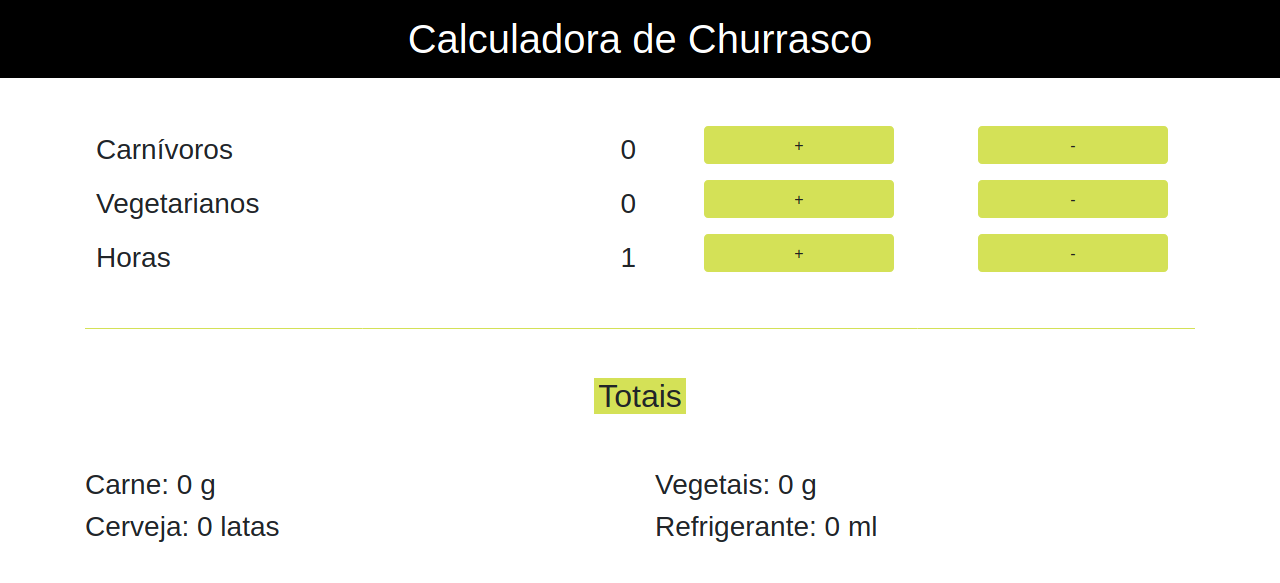 Calculadora de Churrasco
Carnívoros 0 + -
Vegetarianos 0 + -
Horas 1 + -
Totais
Carne: 0 g Vegetais: 0 g
Cerveja: 0 latas Refrigerante: 0 ml